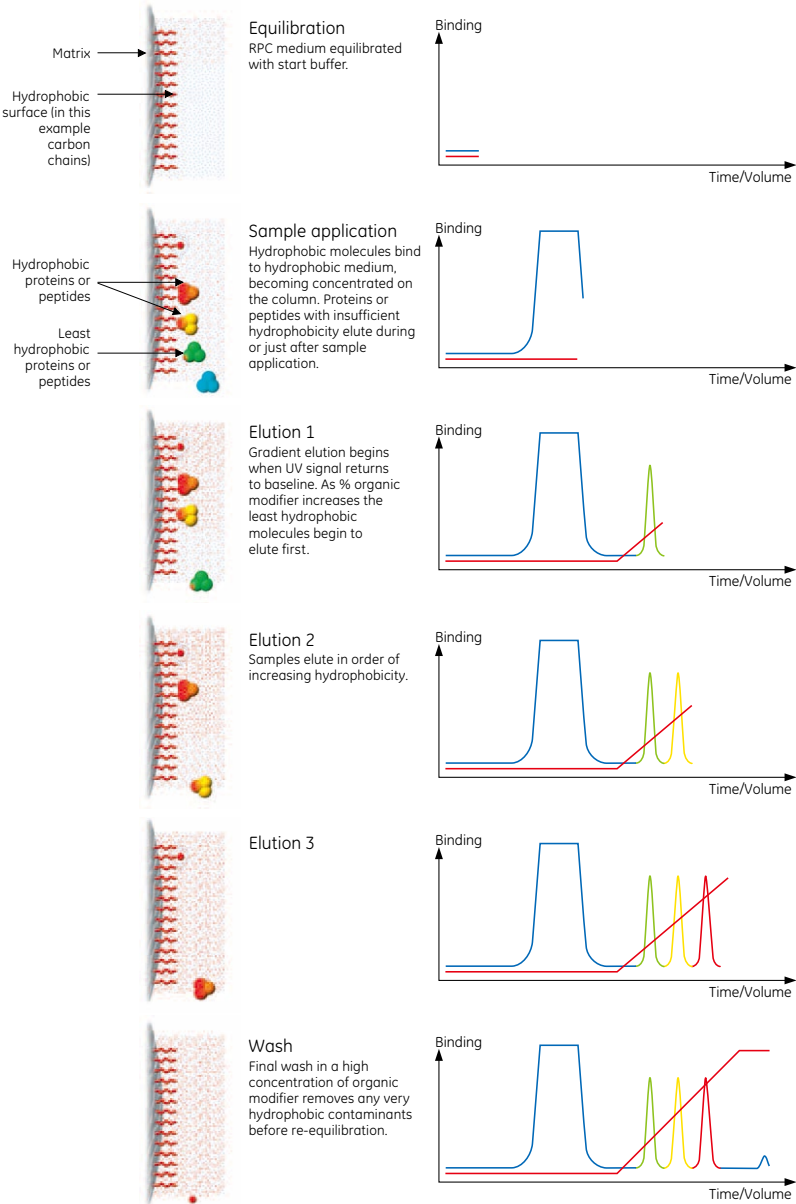 Equilibration
RPC medium equilibrated
with start buffer.
Matrix
Hydrophobic
surface (in this
example
carbon
chains)
Binding
Time/Volume
Sample application
Hydrophobic molecules bind
to hydrophobic medium,
becoming concentrated on
the column. Proteins or
peptides with insufficient
hydrophobicity elute during
or just after sample
application.
Hydrophobic
proteins or
peptides
Least
hydrophobic
proteins or
peptides
Binding
Time/Volume
Elution 1
Gradient elution begins
when UV signal returns
to baseline. As % organic
modifier increases the
least hydrophobic
molecules begin to
elute first.
Binding
Time/Volume
Elution 2
Samples elute in order of
increasing hydrophobicity.
Binding
Time/Volume
Elution 3
Binding
Time/Volume
Wash
Final wash in a high
concentration of organic
modifier removes any very
hydrophobic contaminants
before re-equilibration.
Binding
Time/Volume